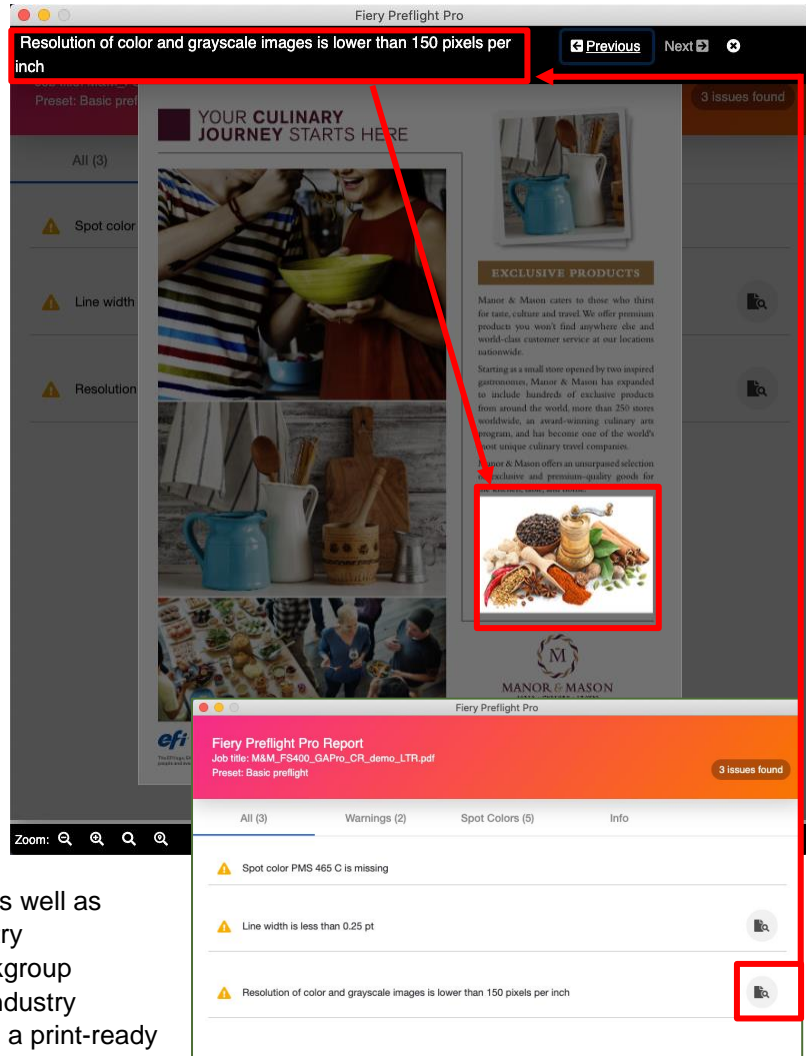 Fiery Preflight Pro
Resolution of color and grayscale images is lower than 150 pixels per
inch
Previous
Next
Preset: Basic pref
3 issues found
All (3)
Spot color
Line width
Resolution
YOUR CULINARY
JOURNEY STARTS HERE
EXCLUSIVE PRODUCTS
Manor & Mason caters to those who thirst
for taste, culture and travel. We offer premium
products you won't find anywhere else and
world-class customer service at our locations
nationwide.
Starting as a small store opened by two inspired
gastronomes, Manor & Mason has expanded
to include hundreds of exclusive products
from around the world, more than 250 stores
worldwide, an award-winning culinary arts
program, and has become one of the world's
most unique culinary travel companies.
Manor & Mason offers an unsurpassed selection
of exclusive and premium-quality goods for
M
MANOR & MASON
efi
Zoom:
Fiery Preflight Pro
Fiery Preflight Pro Report
Job title: M&M_FS400_GAPro_CR_demo_LTR.pdf
Preset: Basic preflight
3 issues found
All (3)
Warnings (2)
Spot Colors (5)
Info
Spot color PMS 465 C is missing
Line width is less than 0.25 pt
Resolution of color and grayscale images is lower than 150 pixels per inch
s well as
ry
kgroup
ndustry
a print-ready